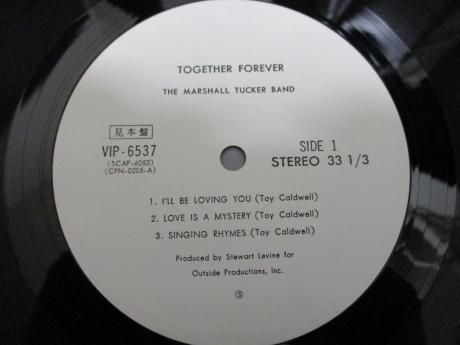 TOGETHER FOREVER
THE MARSHALL TUCKER BAND
見本盤
VIP-6537
(SCAP-6053)
(CPN-0205-A)
SIDE 1
STEREO 33 1/3
1. I'LL BE LOVING YOU (Toy Caldwell)
2. LOVE IS A MYSTERY (Toy Caldwell)
3. SINGING RHYMES (Toy Caldwell)
Produced by Stewart Levine for
Outside Productions, Inc.
③